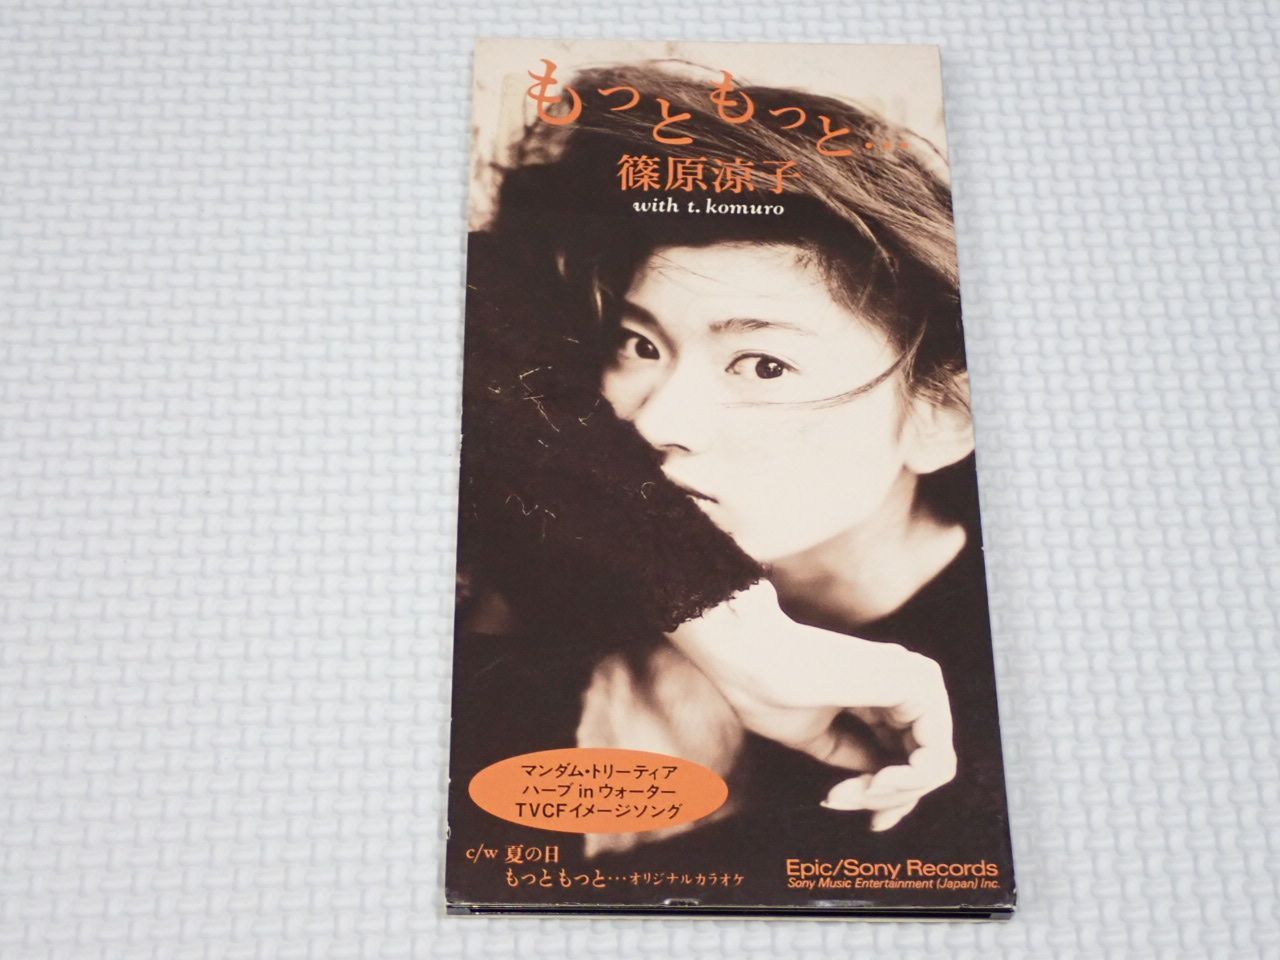 もっともっと…
篠原涼子
with t. komuro
マンダム・トリーティア
ハーブ in ウォーター
TVCFイメージソング
c/w 夏の日
もっともっと…オリジナルカラオケ
Epic/Sony Records
Sony Music Entertainment (Japan) Inc.